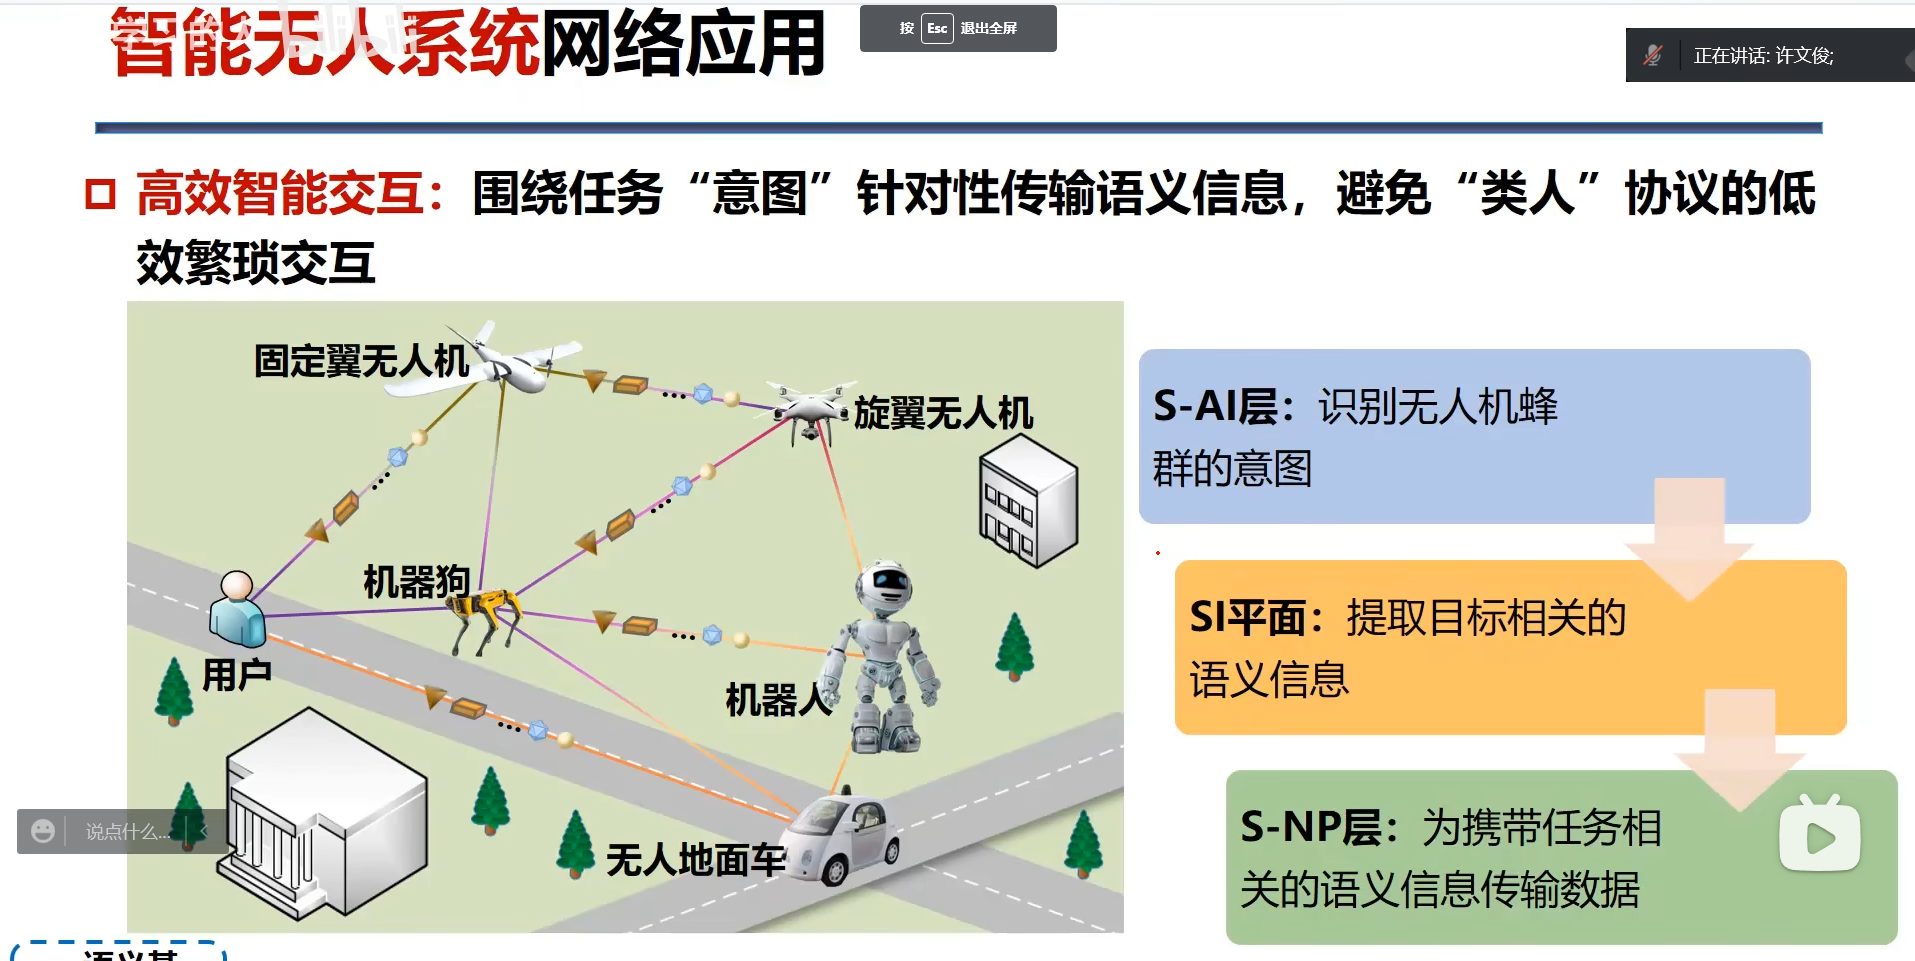 智能无人系统网络应用
按 Esc 退出全屏
正在讲话: 许文俊;
高效智能交互：围绕任务“意图”针对性传输语义信息，避免“类人”协议的低
效繁琐交互
固定翼无人机
旋翼无人机
机器狗
用户
机器人
无人地面车
S-AI层：识别无人机蜂
群的意图
SI平面：提取目标相关的
语义信息
S-NP层：为携带任务相
关的语义信息传输数据
说点什么...